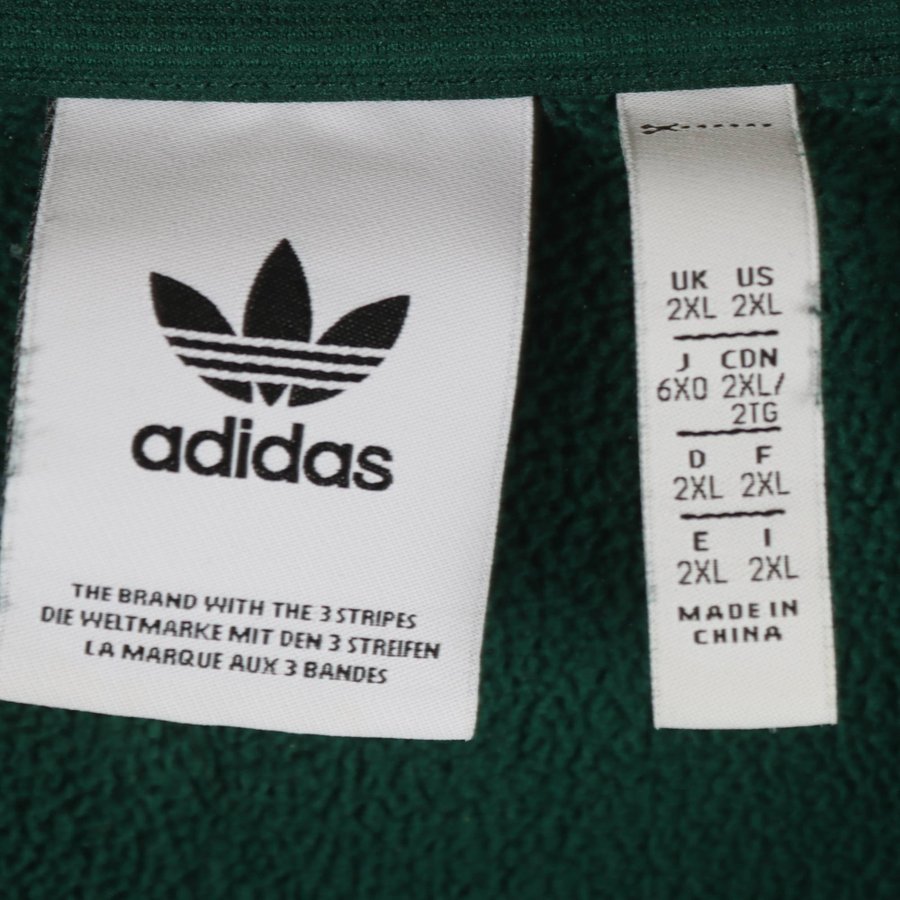 adidas
THE BRAND WITH THE 3 STRIPES
DIE WELTMARKE MIT DEN 3 STREIFEN
LA MARQUE AUX 3 BANDES
UK US
2XL 2XL
J CDN
6XO 2XL/
2TG
D F
2XL 2XL
E I
2XL 2XL
MADE IN
CHINA